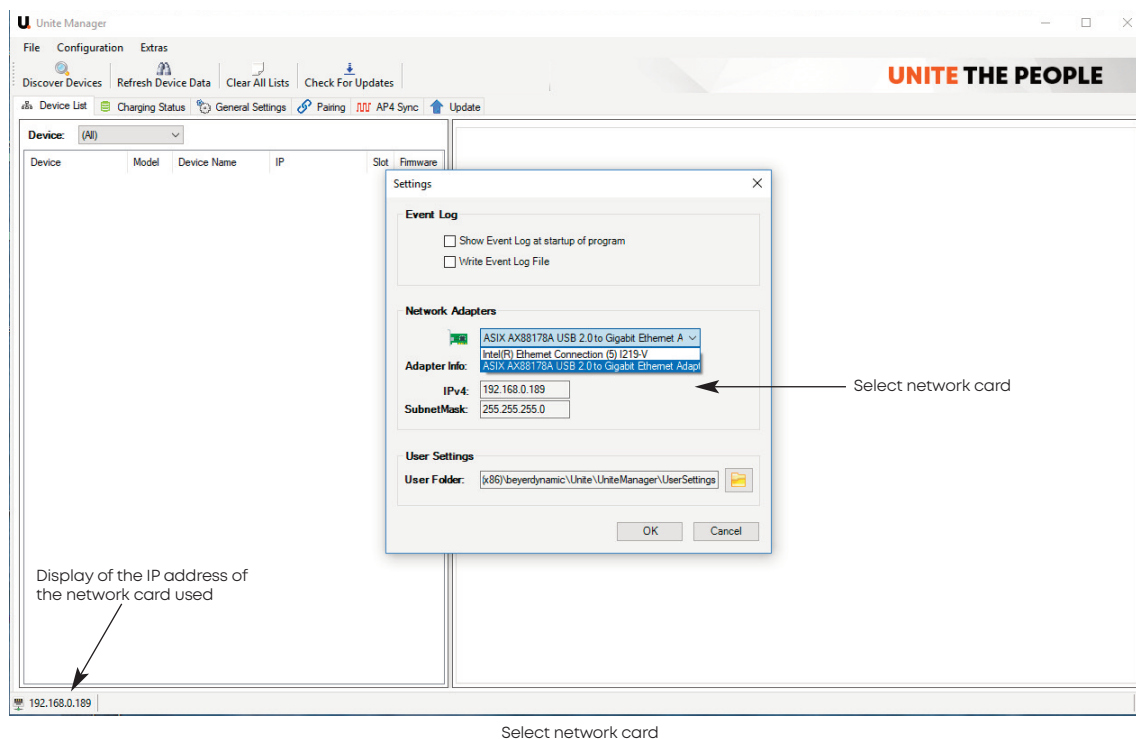 U. Unite Manager
File Configuration Extras
Discover Devices Refresh Device Data Clear All Lists Check For Updates
UNITE THE PEOPLE
Device List Charging Status General Settings Pairing AP4 Sync Update
Device: (All)
Device Model Device Name IP Slot Firmware
Settings
Event Log
Show Event Log at startup of program
Write Event Log File
Network Adapters
ASIX AX88178A USB 2.0 to Gigabit Ethernet A
Intel(R) Ethernet Connection (5) I219-V
Adapter Info: ASIX AX88178A USB 2.0 to Gigabit Ethernet Adapt
IPv4: 192.168.0.189
Select network card
SubnetMask: 255.255.255.0
User Settings
User Folder: (x86)\beyerdynamic\Unite\UniteManager\UserSettings
OK Cancel
Display of the IP address of
the network card used
192.168.0.189
Select network card